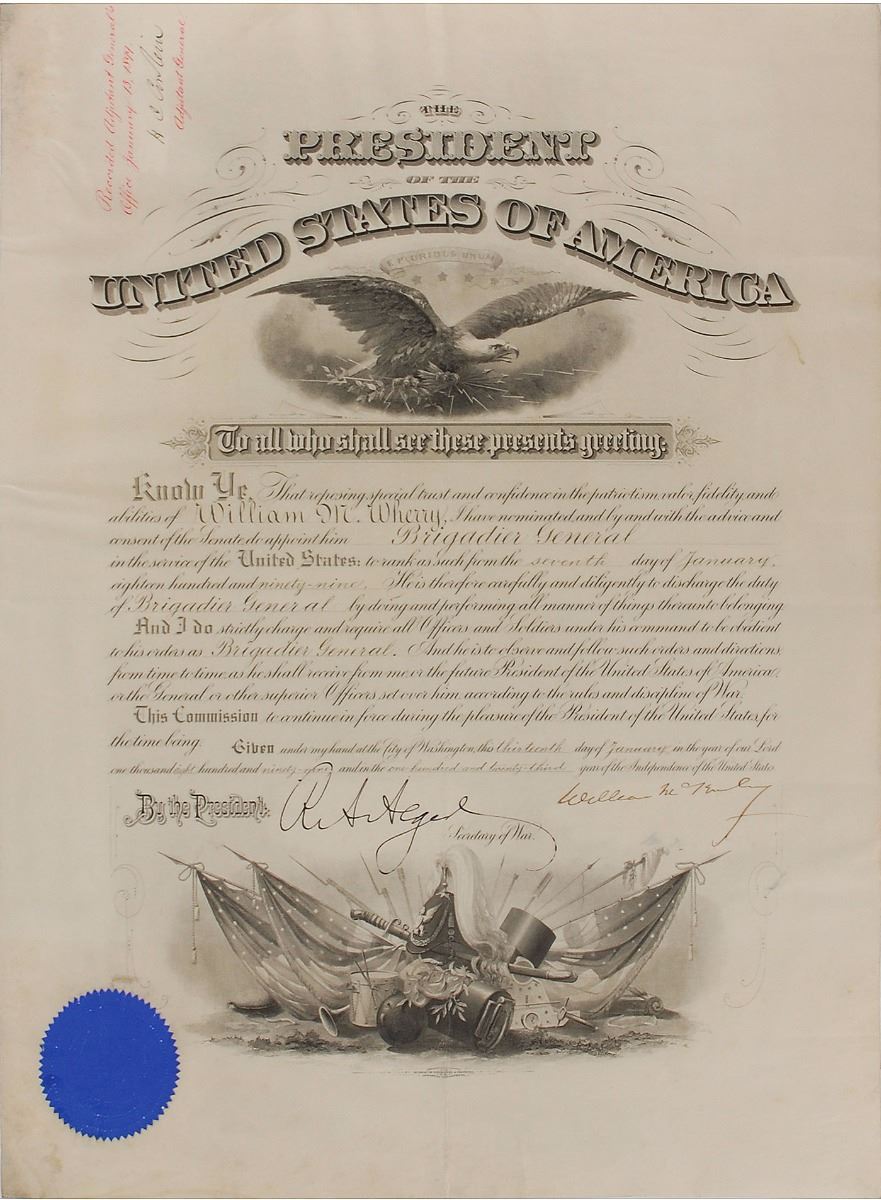 Recorded Adjutant General's
Office January 13, 1899
Adjutant General
THE
PRESIDENT
OF THE
UNITED STATES OF AMERICA
E PLURIBUS UNUM
To all who shall see these presents greeting:
Know Ye, That reposing special trust and confidence in the patriotism, valor, fidelity and
abilities of William M. Wherry, I have nominated, and by and with the advice and
consent of the Senate do appoint him Brigadier General
in the service of the United States: to rank as such from the seventh day of January,
eighteen hundred and ninety-nine. He is therefore carefully and diligently to discharge the duty
of Brigadier General by doing and performing all manner of things thereunto belonging
And I do strictly charge and require all Officers and Soldiers under his command to be obedient
to his orders as Brigadier General. And he is to observe and follow such orders and directions,
from time to time as he shall receive from me or the future President of the United States of America,
or the General or other superior Officers set over him, according to the rules and discipline of War.
This Commission to continue in force during the pleasure of the President of the United States, for
the time being.
Given under my hand at the City of Washington, this thirteenth day of January, in the year of our Lord
one thousand eight hundred and ninety-nine and in the one hundred and twenty-third year of the Independence of the United States
By the President:
William McKinley
R A Alger
Secretary of War.